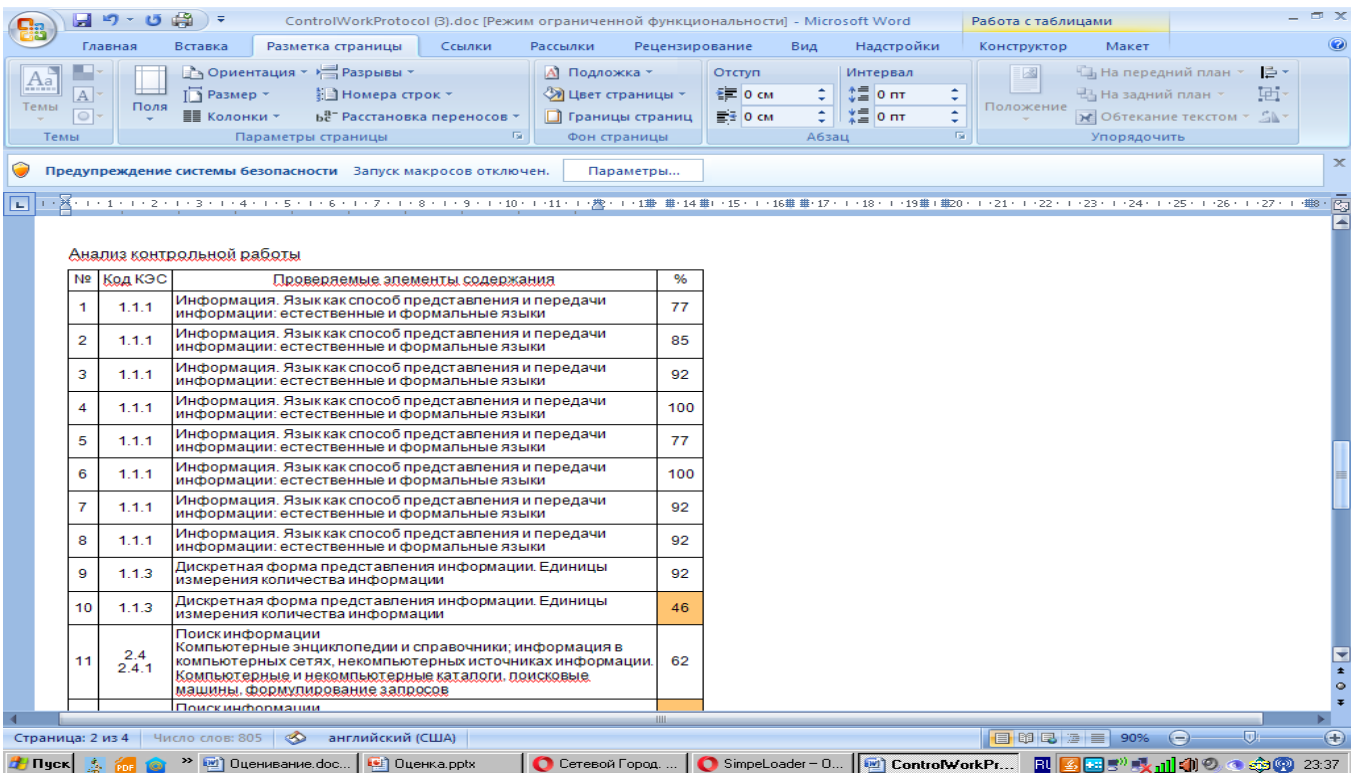 ControlWorkProtocol (3).doc [Режим ограниченной функциональности] - Microsoft Word
Работа с таблицами
Главная Вставка Разметка страницы Ссылки Рассылки Рецензирование Вид Надстройки Конструктор Макет
Aa
Темы
A
Темы
Поля
Ориентация
Размер
Колонки
Разрывы
Номера строк
Расстановка переносов
Параметры страницы
Подложка
Цвет страницы
Границы страниц
Фон страницы
Отступ
0 см
0 см
Интервал
0 пт
0 пт
Абзац
Положение
На передний план
На задний план
Обтекание текстом
Упорядочить
Предупреждение системы безопасности Запуск макросов отключен. Параметры...
Анализ контрольной работы
№ Код КЭС Проверяемые элементы содержания %
1 1.1.1 Информация. Язык как способ представления и передачи
информации: естественные и формальные языки 77
2 1.1.1 Информация. Язык как способ представления и передачи
информации: естественные и формальные языки 85
3 1.1.1 Информация. Язык как способ представления и передачи
информации: естественные и формальные языки 92
4 1.1.1 Информация. Язык как способ представления и передачи
информации: естественные и формальные языки 100
5 1.1.1 Информация. Язык как способ представления и передачи
информации: естественные и формальные языки 77
6 1.1.1 Информация. Язык как способ представления и передачи
информации: естественные и формальные языки 100
7 1.1.1 Информация. Язык как способ представления и передачи
информации: естественные и формальные языки 92
8 1.1.1 Информация. Язык как способ представления и передачи
информации: естественные и формальные языки 92
9 1.1.3 Дискретная форма представления информации. Единицы
измерения количества информации 92
10 1.1.3 Дискретная форма представления информации. Единицы
измерения количества информации 46
11 2.4
2.4.1 Поиск информации
Компьютерные энциклопедии и справочники; информация в
компьютерных сетях, некомпьютерных источниках информации.
Компьютерные и некомпьютерные каталоги, поисковые
машины, формулирование запросов 62
Поиск информации
Страница: 2 из 4 Число слов: 805 английский (США) 90%
Пуск PDF » Оценивание.doc... Оценка.pptx Сетевой Город. ... SimpeLoader – O... ControlWorkPr... RU 23:37